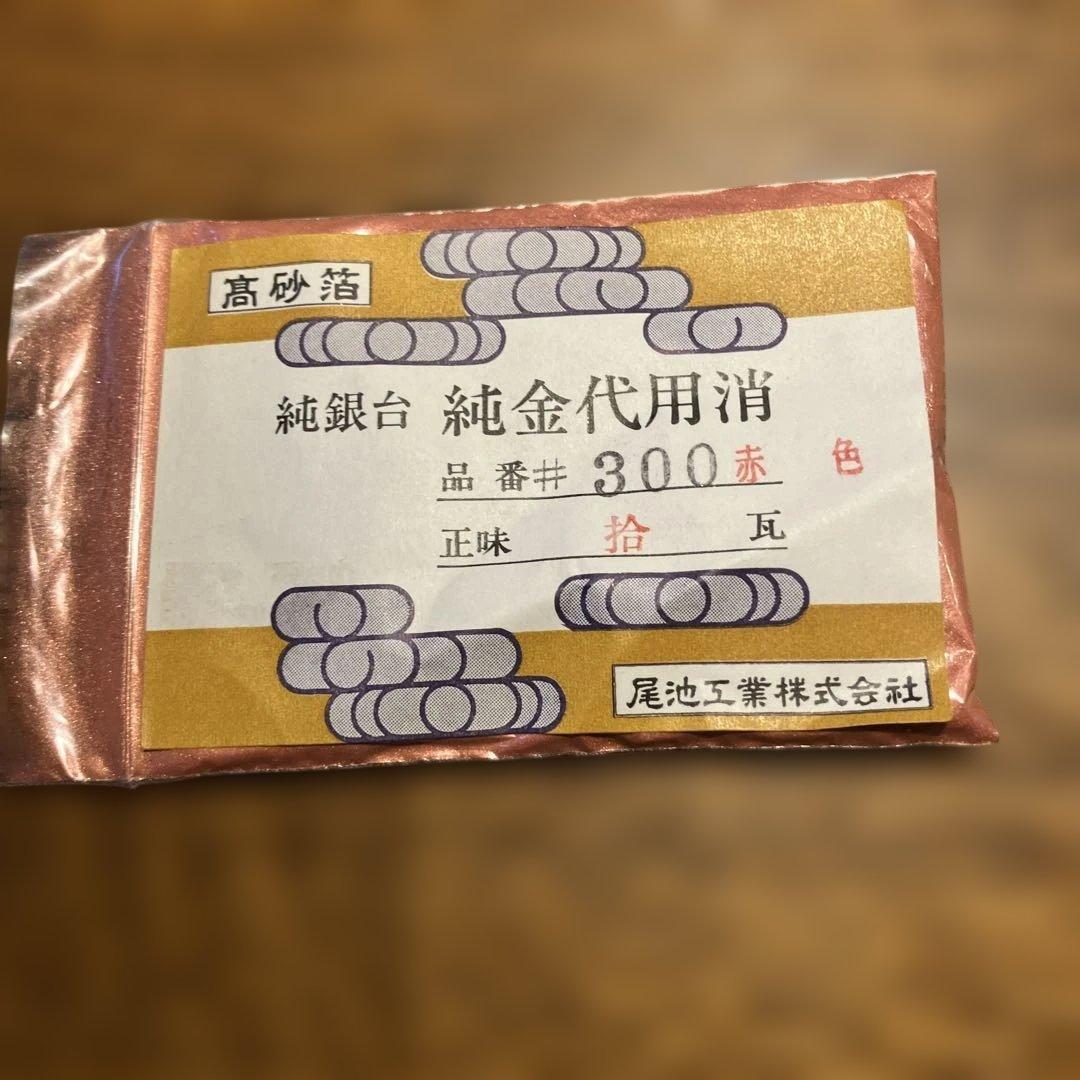 髙砂箔
純銀台 純金代用消
品番# 300 赤色
正味 拾 瓦
尾池工業株式会社